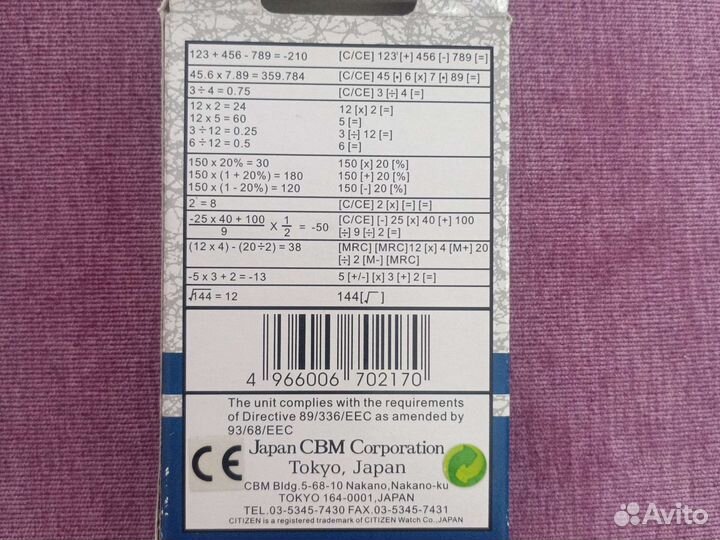 123 + 456 - 789 = -210 [C/CE] 123 [+] 456 [-] 789 [=]
45.6 x 7.89 = 359.784 [C/CE] 45 [•] 6 [x] 7 [•] 89 [=]
3 ÷ 4 = 0.75 [C/CE] 3 [÷] 4 [=]
12 x 2 = 24 12 [x] 2 [=]
12 x 5 = 60 5 [=]
3 ÷ 12 = 0.25 3 [÷] 12 [=]
6 ÷ 12 = 0.5 6 [=]
150 x 20% = 30 150 [x] 20 [%]
150 x (1 + 20%) = 180 150 [+] 20 [%]
150 x (1 - 20%) = 120 150 [-] 20 [%]
2 = 8 [C/CE] 2 [x] [=] [=]
-25 x 40 + 100 / 9 X 1 / 2 = -50 [C/CE] [-] 25 [x] 40 [+] 100
[÷] 9 [÷] 2 [=]
(12 x 4) - (20÷2) = 38 [MRC] [MRC]12 [x] 4 [M+] 20
[÷] 2 [M-] [MRC]
-5 x 3 + 2 = -13 5 [+/-] [x] 3 [+] 2 [=]
√144 = 12 144[√ ]
4 966006 702170
The unit complies with the requirements
of Directive 89/336/EEC as amended by
93/68/EEC
CE
Japan CBM Corporation
Tokyo, Japan
CBM Bldg.5-68-10 Nakano,Nakano-ku
TOKYO 164-0001,JAPAN
TEL.03-5345-7430 FAX.03-5345-7431
CITIZEN is a registered trademark of CITIZEN Watch Co.,JAPAN
Avito